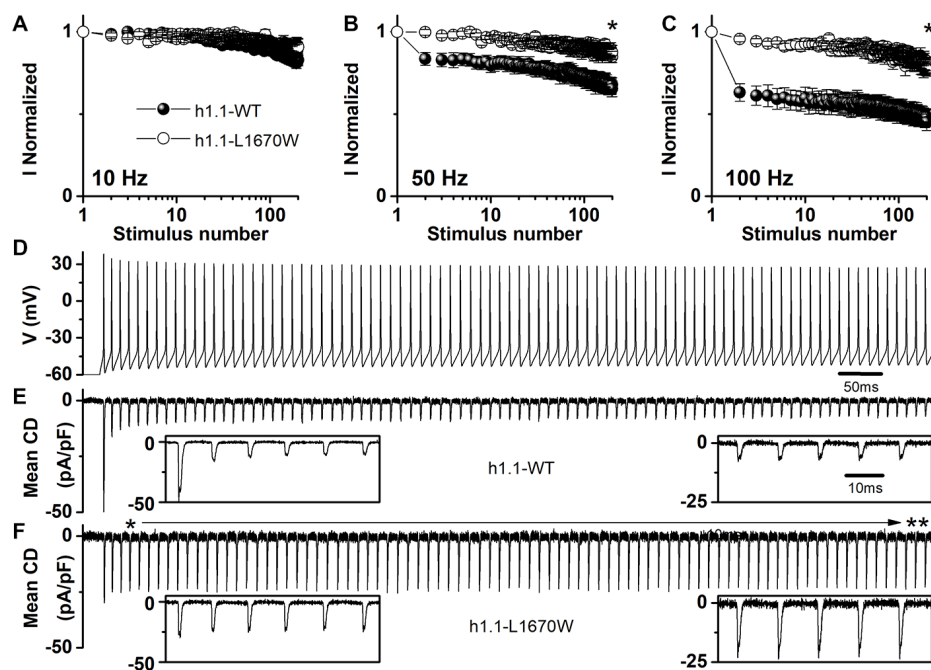 A
B
C
I Normalized
1
0
h1.1-WT
h1.1-L1670W
10 Hz
1 10 100
Stimulus number
I Normalized
1
0
*
50 Hz
1 10 100
Stimulus number
I Normalized
1
0
*
100 Hz
1 10 100
Stimulus number
D
V (mV)
30
0
-30
-60
50ms
E
Mean CD
(pA/pF)
0
-50
0
-50
h1.1-WT
0
-25
10ms
* **
F
Mean CD
(pA/pF)
0
-50
0
-50
h1.1-L1670W
0
-25